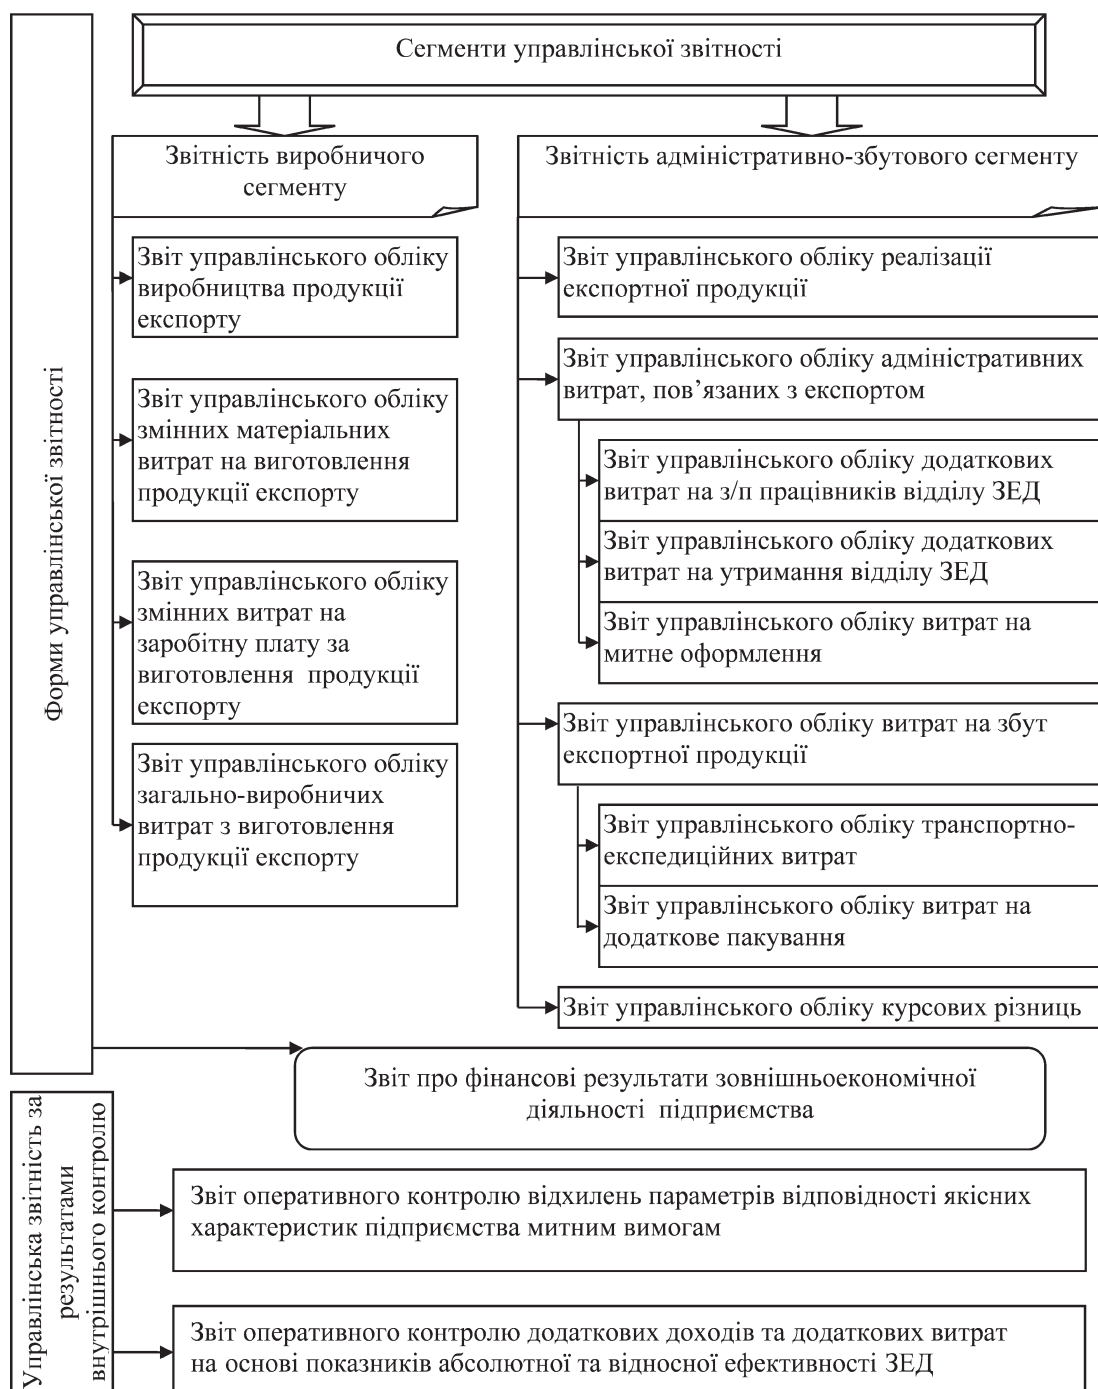 Сегменти управлінської звітності
Форми управлінської звітності
Звітність виробничого
сегменту
Звіт управлінського обліку
виробництва продукції
експорту
Звіт управлінського обліку
змінних матеріальних
витрат на виготовлення
продукції експорту
Звіт управлінського обліку
змінних витрат на
заробітну плату за
виготовлення продукції
експорту
Звіт управлінського обліку
загально-виробничих
витрат з виготовлення
продукції експорту
Звітність адміністративно-збутового сегменту
Звіт управлінського обліку реалізації
експортної продукції
Звіт управлінського обліку адміністративних
витрат, пов’язаних з експортом
Звіт управлінського обліку додаткових
витрат на з/п працівників відділу ЗЕД
Звіт управлінського обліку додаткових
витрат на утримання відділу ЗЕД
Звіт управлінського обліку витрат на
митне оформлення
Звіт управлінського обліку витрат на збут
експортної продукції
Звіт управлінського обліку транспортно-
експедиційних витрат
Звіт управлінського обліку витрат на
додаткове пакування
Звіт управлінського обліку курсових різниць
Звіт про фінансові результати зовнішньоекономічної
діяльності підприємства
Управлінська звітність за
результатами
внутрішнього контролю
Звіт оперативного контролю відхилень параметрів відповідності якісних
характеристик підприємства митним вимогам
Звіт оперативного контролю додаткових доходів та додаткових витрат
на основі показників абсолютної та відносної ефективності ЗЕД